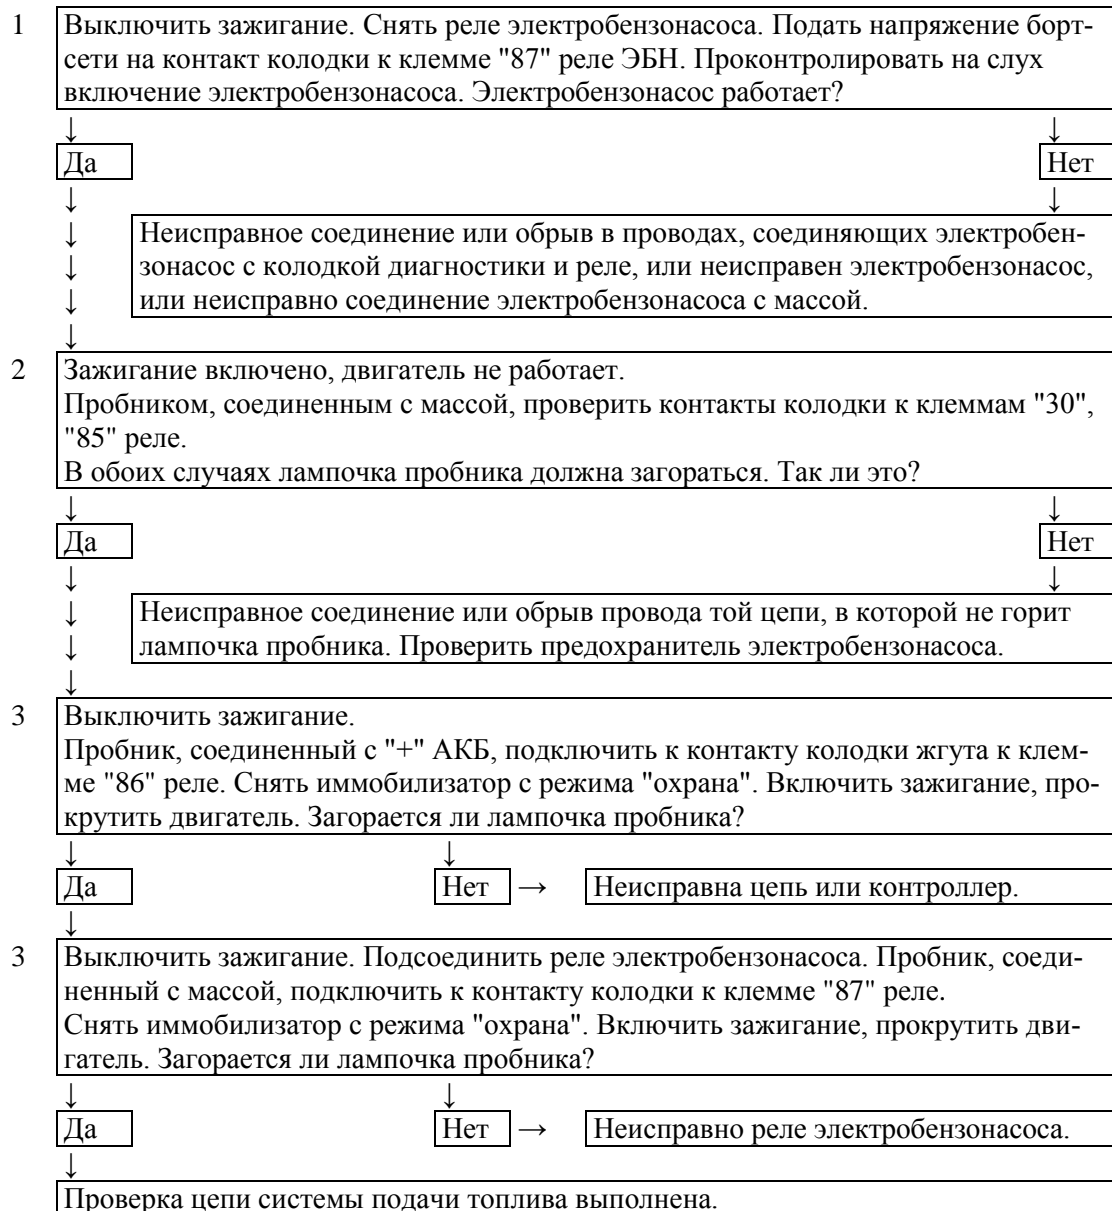 1 Выключить зажигание. Снять реле электробензонасоса. Подать напряжение борт-
сети на контакт колодки к клемме "87" реле ЭБН. Проконтролировать на слух
включение электробензонасоса. Электробензонасос работает?
↓ ↓
Да Нет
↓ ↓
↓ Неисправное соединение или обрыв в проводах, соединяющих электробен-
↓ зонасос с колодкой диагностики и реле, или неисправен электробензонасос,
↓ или неисправно соединение электробензонасоса с массой.
↓
2 Зажигание включено, двигатель не работает.
Пробником, соединенным с массой, проверить контакты колодки к клеммам "30",
"85" реле.
В обоих случаях лампочка пробника должна загораться. Так ли это?
↓ ↓
Да Нет
↓ ↓
↓ Неисправное соединение или обрыв провода той цепи, в которой не горит
↓ лампочка пробника. Проверить предохранитель электробензонасоса.
↓
3 Выключить зажигание.
Пробник, соединенный с "+" АКБ, подключить к контакту колодки жгута к клем-
ме "86" реле. Снять иммобилизатор с режима "охрана". Включить зажигание, про-
крутить двигатель. Загорается ли лампочка пробника?
↓ ↓
Да Нет → Неисправна цепь или контроллер.
↓
3 Выключить зажигание. Подсоединить реле электробензонасоса. Пробник, соеди-
ненный с массой, подключить к контакту колодки к клемме "87" реле.
Снять иммобилизатор с режима "охрана". Включить зажигание, прокрутить дви-
гатель. Загорается ли лампочка пробника?
↓ ↓
Да Нет → Неисправно реле электробензонасоса.
↓
Проверка цепи системы подачи топлива выполнена.